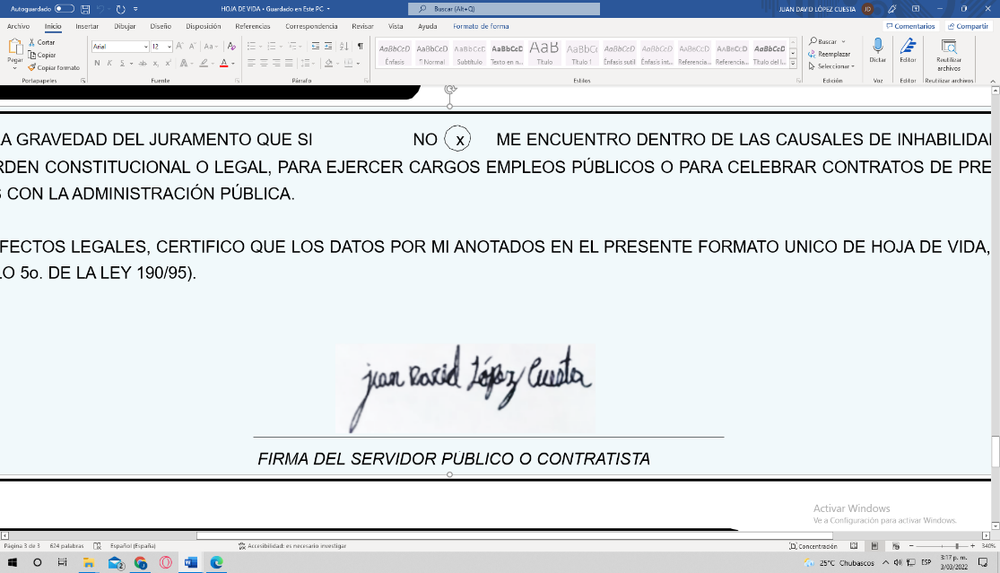 Autoguardado
HOJA DE VIDA • Guardado en Este PC
Buscar (Alt+Q)
JUAN DAVID LÓPEZ CUESTA
JD
Archivo Inicio Insertar Dibujar Diseño Disposición Referencias Correspondencia Revisar Vista Ayuda Formato de forma
Comentarios Compartir
Pegar
Cortar
Copiar
Copiar formato
Portapapeles
Arial 12
Fuente
Párrafo
AaBbCcD Énfasis
AaBbCcD ¶ Normal
AaBbCcC Subtítulo
AaBbCcD Texto en n...
AaB Título
AaBbCc Título 1
AaBbCcD Énfasis sutil
AaBbCcD Énfasis int...
AaBbCcD Referencia...
AaBbCcD Referencia...
AaBbCcD Título del l...
Estilos
Buscar
Reemplazar
Seleccionar
Edición
Dictar
Voz
Editor
Editor
Reutilizar archivos
Reutilizar archivos
A GRAVEDAD DEL JURAMENTO QUE SI NO x ME ENCUENTRO DENTRO DE LAS CAUSALES DE INHABILIDA
RDEN CONSTITUCIONAL O LEGAL, PARA EJERCER CARGOS EMPLEOS PÚBLICOS O PARA CELEBRAR CONTRATOS DE PRE
S CON LA ADMINISTRACIÓN PÚBLICA.
FECTOS LEGALES, CERTIFICO QUE LOS DATOS POR MI ANOTADOS EN EL PRESENTE FORMATO UNICO DE HOJA DE VIDA,
LO 5o. DE LA LEY 190/95).
juan David López Cuesta
FIRMA DEL SERVIDOR PÚBLICO O CONTRATISTA
Activar Windows
Ve a Configuración para activar Windows.
Página 3 de 3 624 palabras Español (España) Accesibilidad: es necesario investigar Concentración 340%
2
25°C Chubascos ESP 3:17 p. m.
3/03/2022